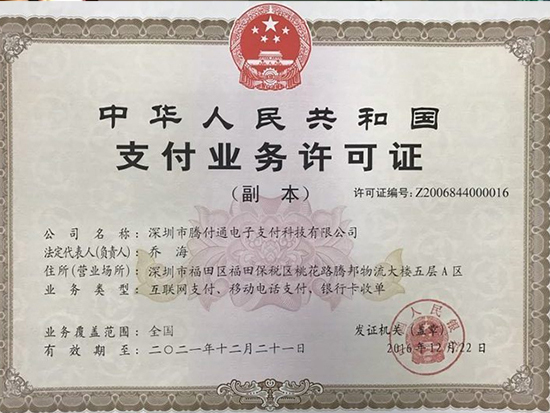 中华人民共和国
支付业务许可证
（副 本）
许可证编号: Z2006844000016
公 司 名 称： 深圳市腾付通电子支付科技有限公司
法定代表人(负责人) 乔 海
住所(营业场所) 深圳市福田区福田保税区桃花路腾邦物流大楼五层A区
业 务 类 型： 互联网支付、移动电话支付、银行卡收单
业务覆盖范围: 全国
发证机关（盖章）
有 效 期 至： 二〇二一年十二月二十一日
2016年12月22日